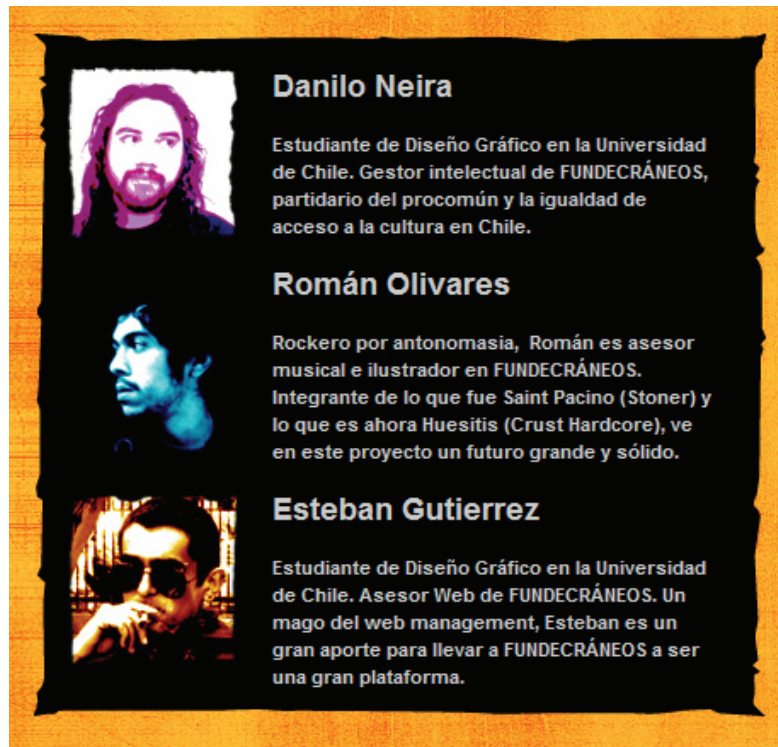 Danilo Neira
Estudiante de Diseño Gráfico en la Universidad
de Chile. Gestor intelectual de FUNDECRÁNEOS,
partidario del procomún y la igualdad de
acceso a la cultura en Chile.
Román Olivares
Rockero por antonomasia,  Román es asesor
musical e ilustrador en FUNDECRÁNEOS.
Integrante de lo que fue Saint Pacino (Stoner) y
lo que es ahora Huesitis (Crust Hardcore), ve
en este proyecto un futuro grande y sólido.
Esteban Gutierrez
Estudiante de Diseño Gráfico en la Universidad
de Chile. Asesor Web de FUNDECRÁNEOS. Un
mago del web management, Esteban es un
gran aporte para llevar a FUNDECRÁNEOS a ser
una gran plataforma.